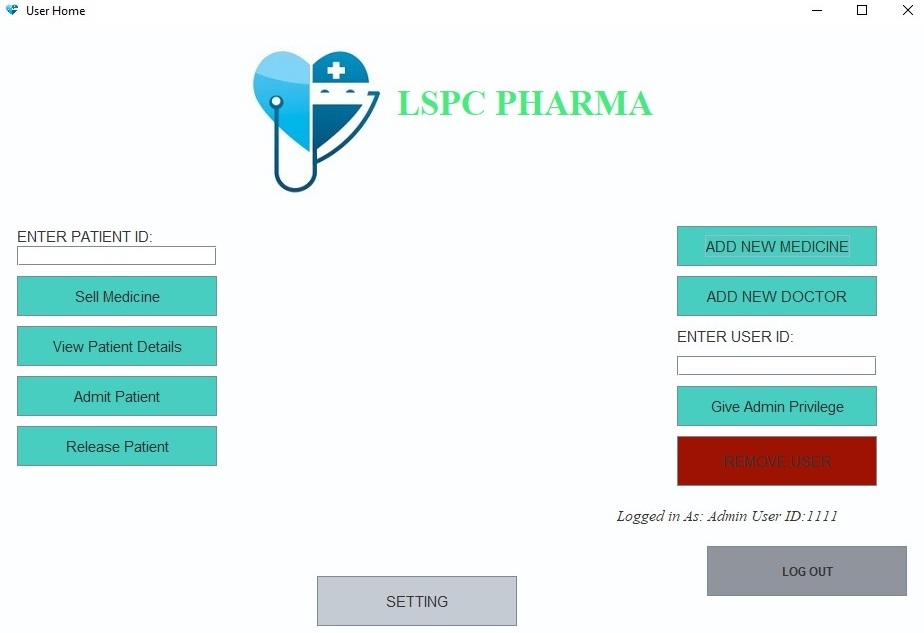 User Home
LSPC PHARMA
ENTER PATIENT ID:
Sell Medicine
View Patient Details
Admit Patient
Release Patient
ADD NEW MEDICINE
ADD NEW DOCTOR
ENTER USER ID:
Give Admin Privilege
REMOVE USER
Logged in As: Admin User ID:1111
LOG OUT
SETTING